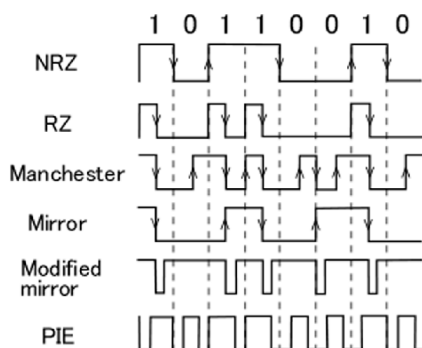 1 0 1 1 0 0 1 0
NRZ
RZ
Manchester
Mirror
Modified
mirror
PIE